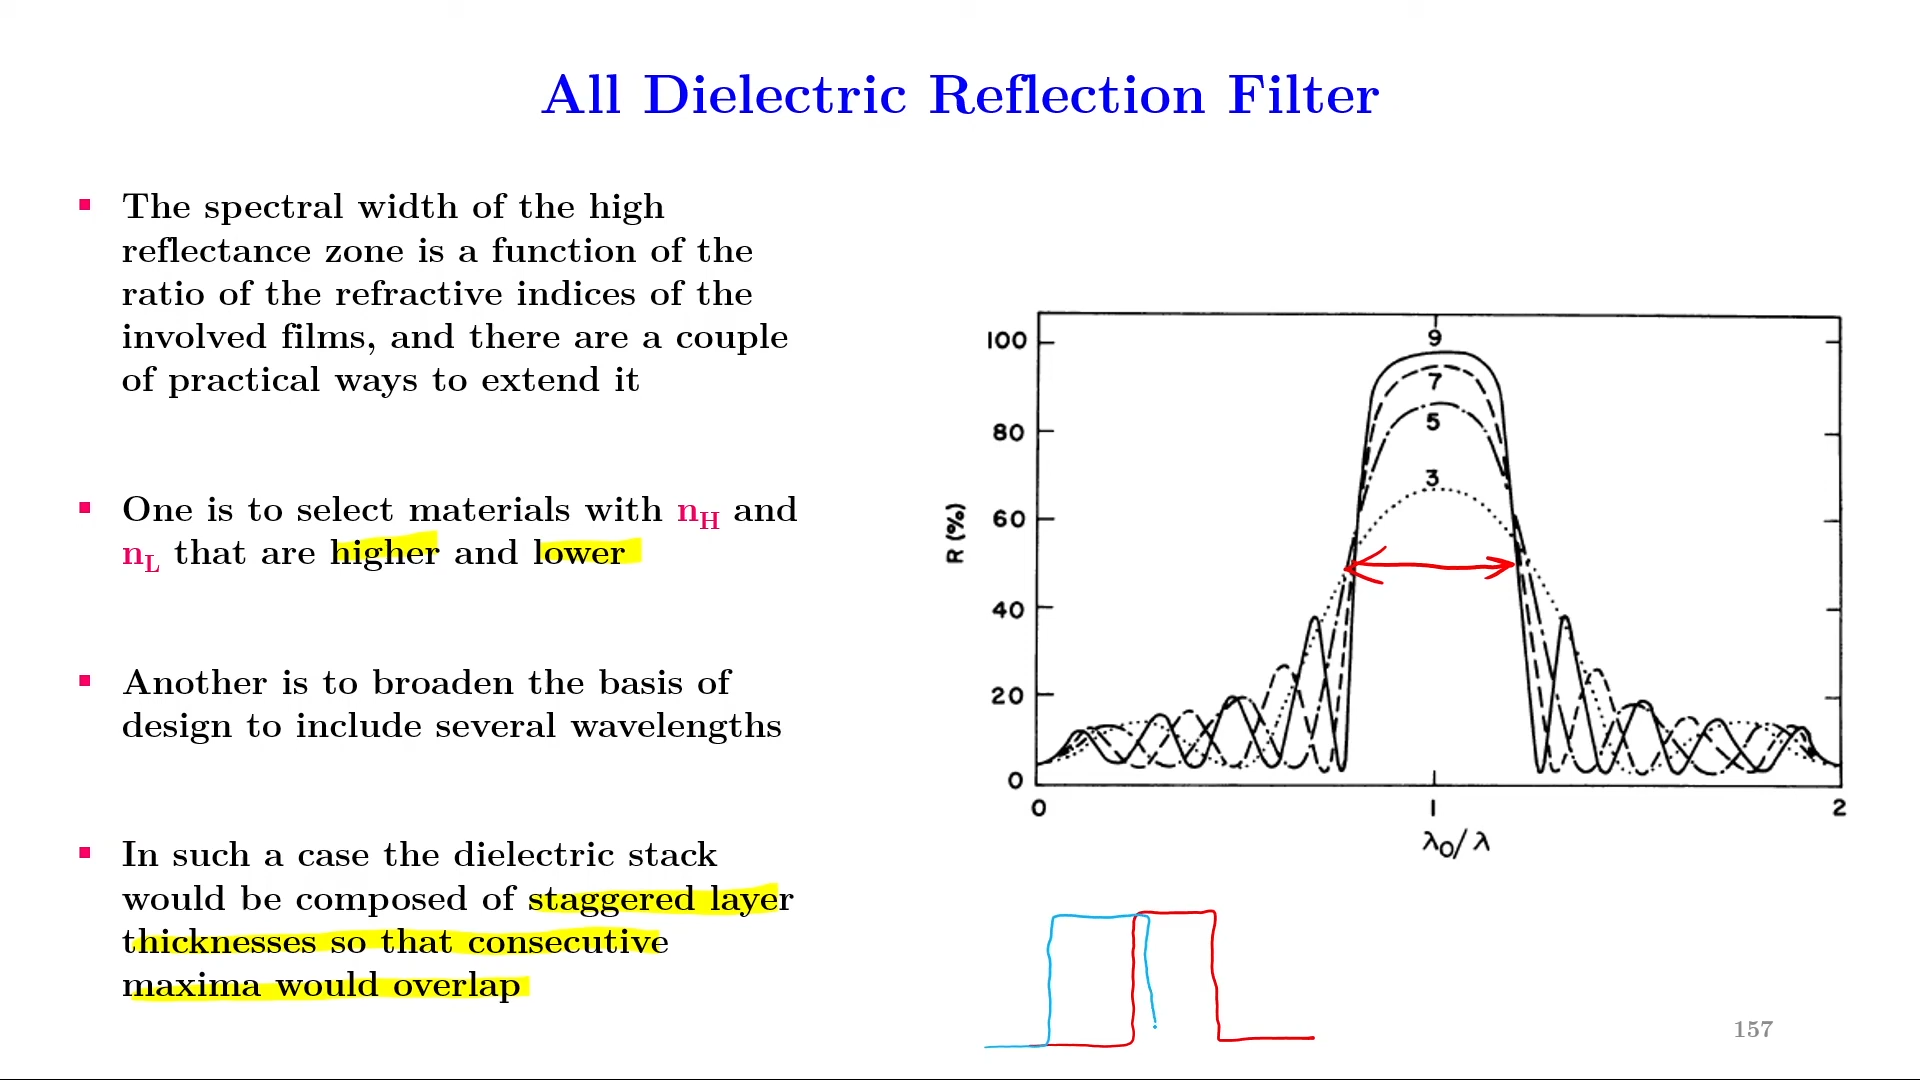 All Dielectric Reflection Filter
▪ The spectral width of the high
reflectance zone is a function of the
ratio of the refractive indices of the
involved films, and there are a couple
of practical ways to extend it
▪ One is to select materials with n_H and
n_L that are higher and lower
▪ Another is to broaden the basis of
design to include several wavelengths
▪ In such a case the dielectric stack
would be composed of staggered layer
thicknesses so that consecutive
maxima would overlap
R (%)
100
80
60
40
20
0
9
7
5
3
0 1 2
λ₀/λ
157